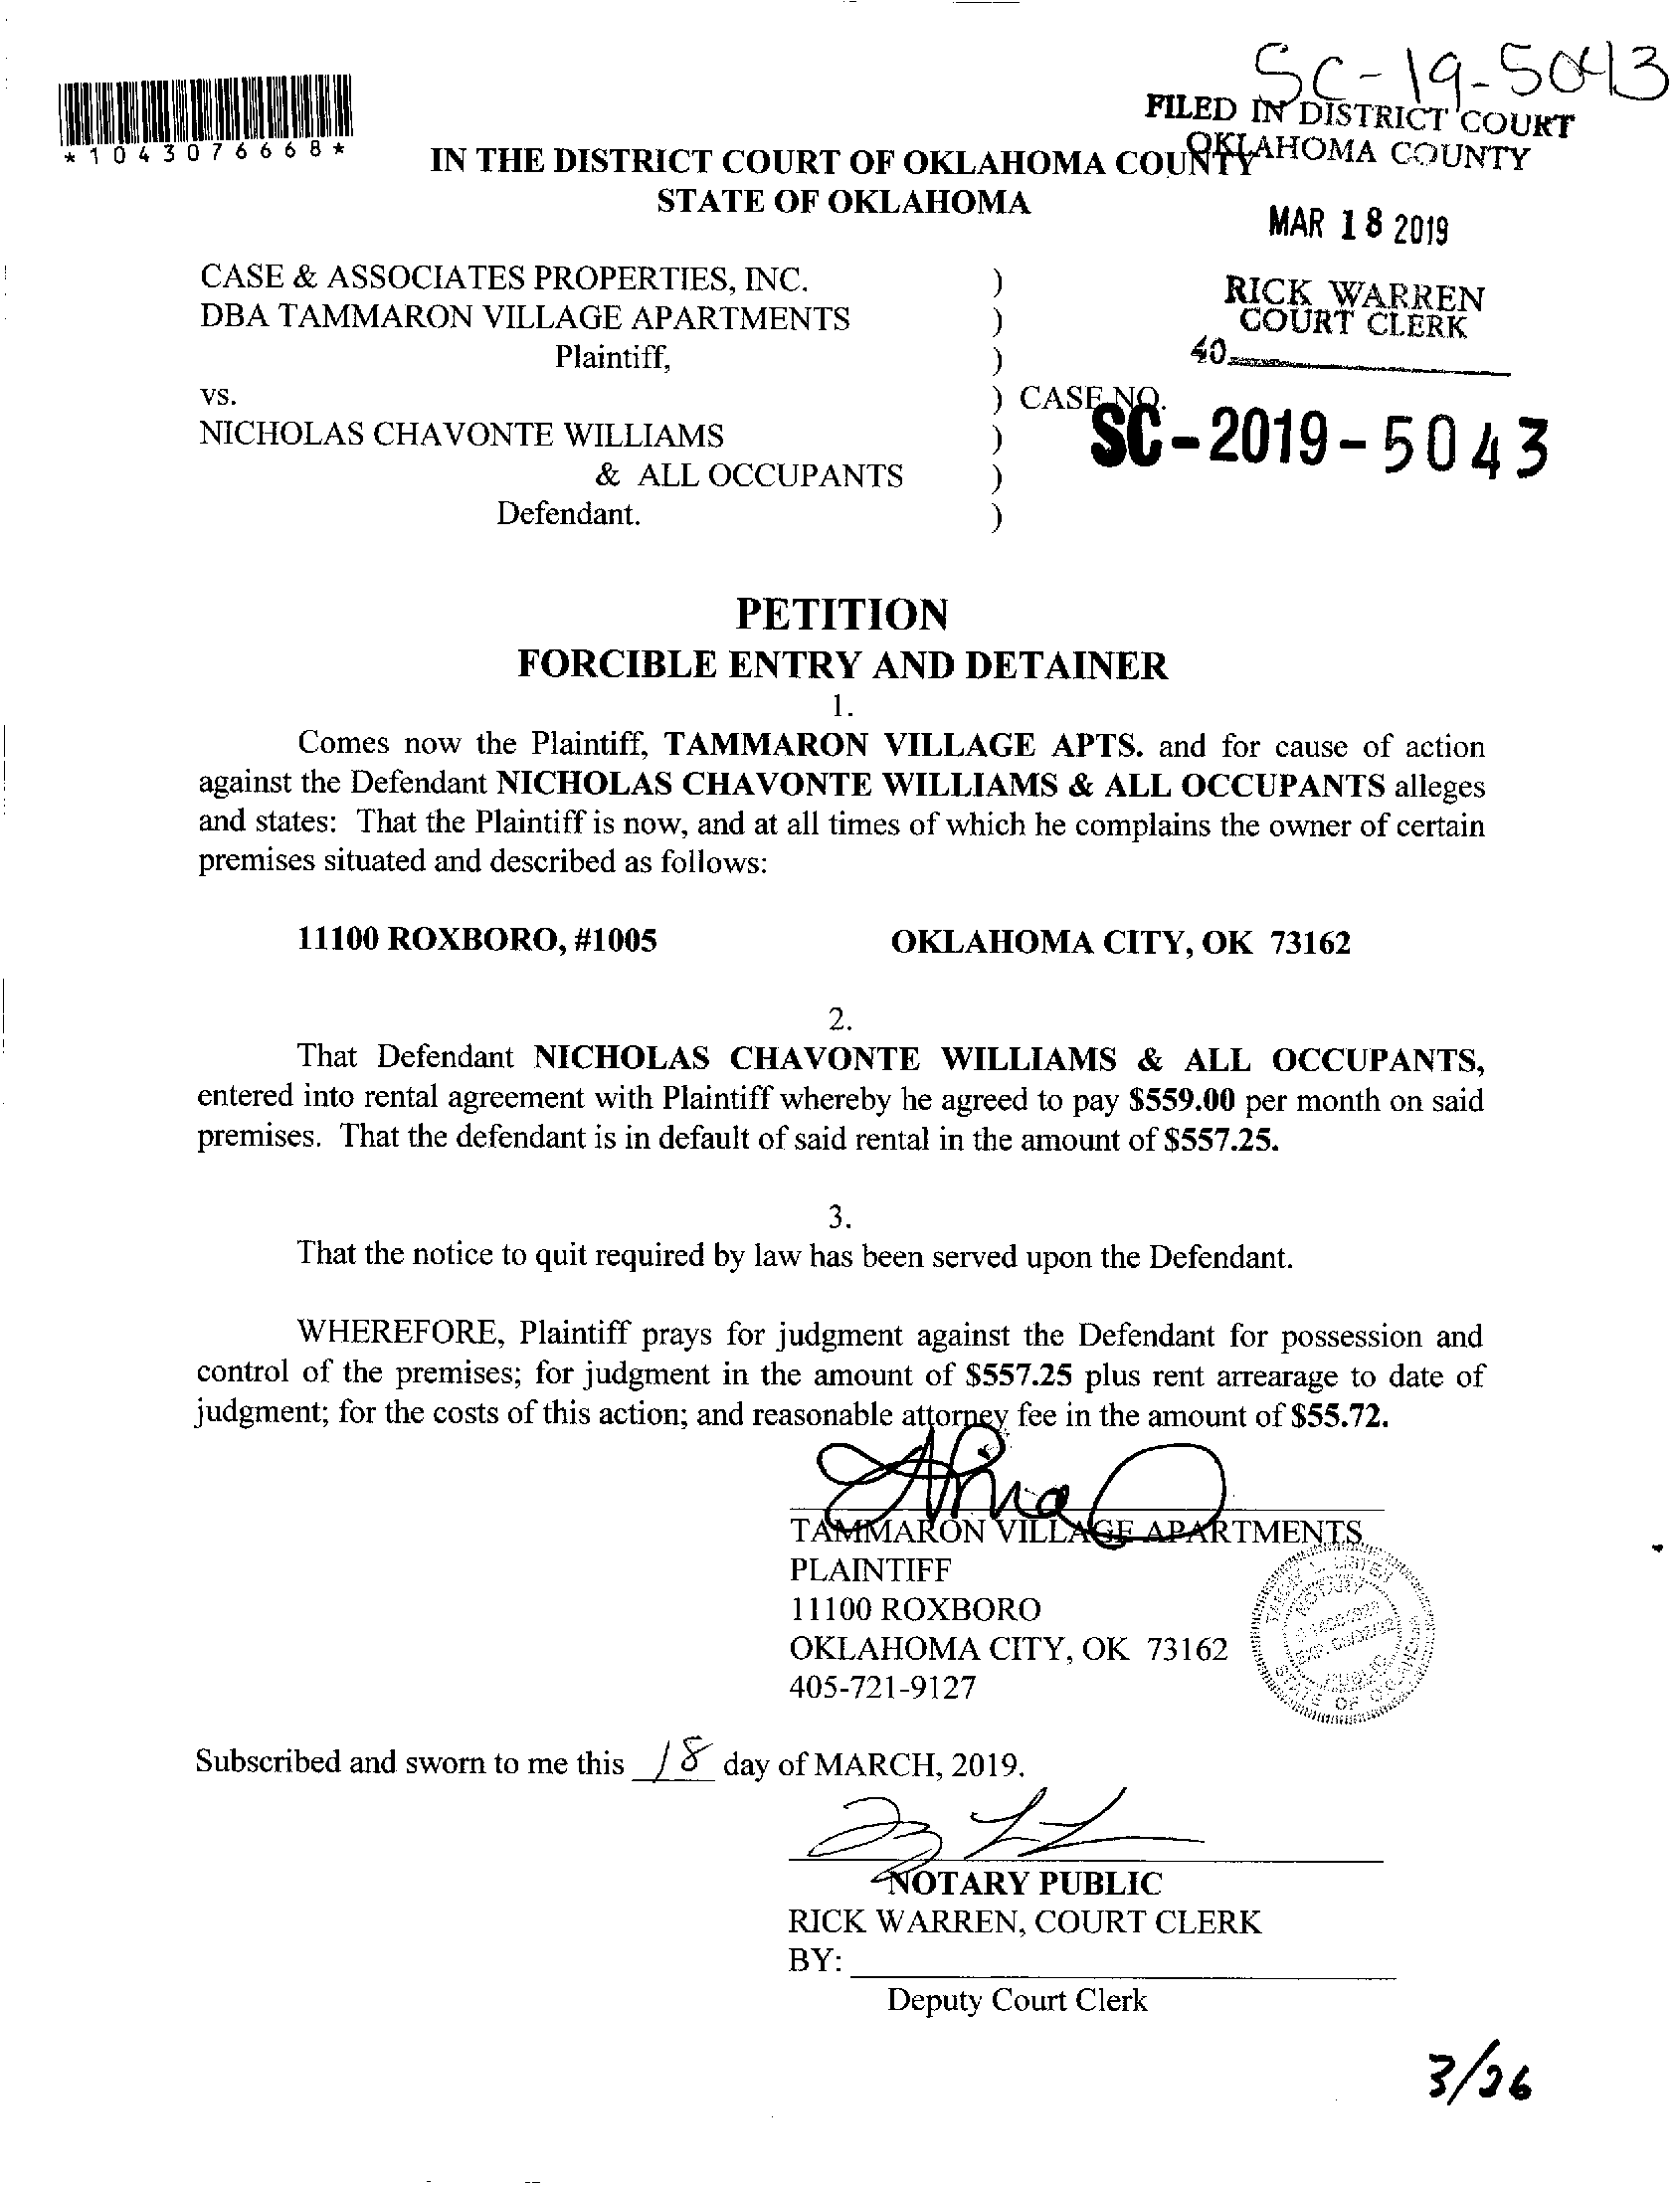 SC-19-5043
FILED IN DISTRICT COURT
OKLAHOMA COUNTY
*1043076668*
IN THE DISTRICT COURT OF OKLAHOMA COUNTY
STATE OF OKLAHOMA
MAR 18 2019
CASE & ASSOCIATES PROPERTIES, INC. )
RICK WARREN
COURT CLERK
DBA TAMMARON VILLAGE APARTMENTS )
40
Plaintiff, )
vs. ) CASE NO.
SC-2019-5043
NICHOLAS CHAVONTE WILLIAMS )
& ALL OCCUPANTS )
Defendant. )
PETITION
FORCIBLE ENTRY AND DETAINER
1.
Comes now the Plaintiff, TAMMARON VILLAGE APTS. and for cause of action
against the Defendant NICHOLAS CHAVONTE WILLIAMS & ALL OCCUPANTS alleges
and states: That the Plaintiff is now, and at all times of which he complains the owner of certain
premises situated and described as follows:
11100 ROXBORO, #1005 OKLAHOMA CITY, OK 73162
2.
That Defendant NICHOLAS CHAVONTE WILLIAMS & ALL OCCUPANTS,
entered into rental agreement with Plaintiff whereby he agreed to pay $559.00 per month on said
premises. That the defendant is in default of said rental in the amount of $557.25.
3.
That the notice to quit required by law has been served upon the Defendant.
WHEREFORE, Plaintiff prays for judgment against the Defendant for possession and
control of the premises; for judgment in the amount of $557.25 plus rent arrearage to date of
judgment; for the costs of this action; and reasonable attorney fee in the amount of $55.72.
TAMMARON VILLAGE APARTMENTS
PLAINTIFF
11100 ROXBORO
OKLAHOMA CITY, OK 73162
405-721-9127
NOTARY
PUBLIC
STATE OF OKLAHOMA
Subscribed and sworn to me this 18 day of MARCH, 2019.
NOTARY PUBLIC
RICK WARREN, COURT CLERK
BY:
Deputy Court Clerk
3/26